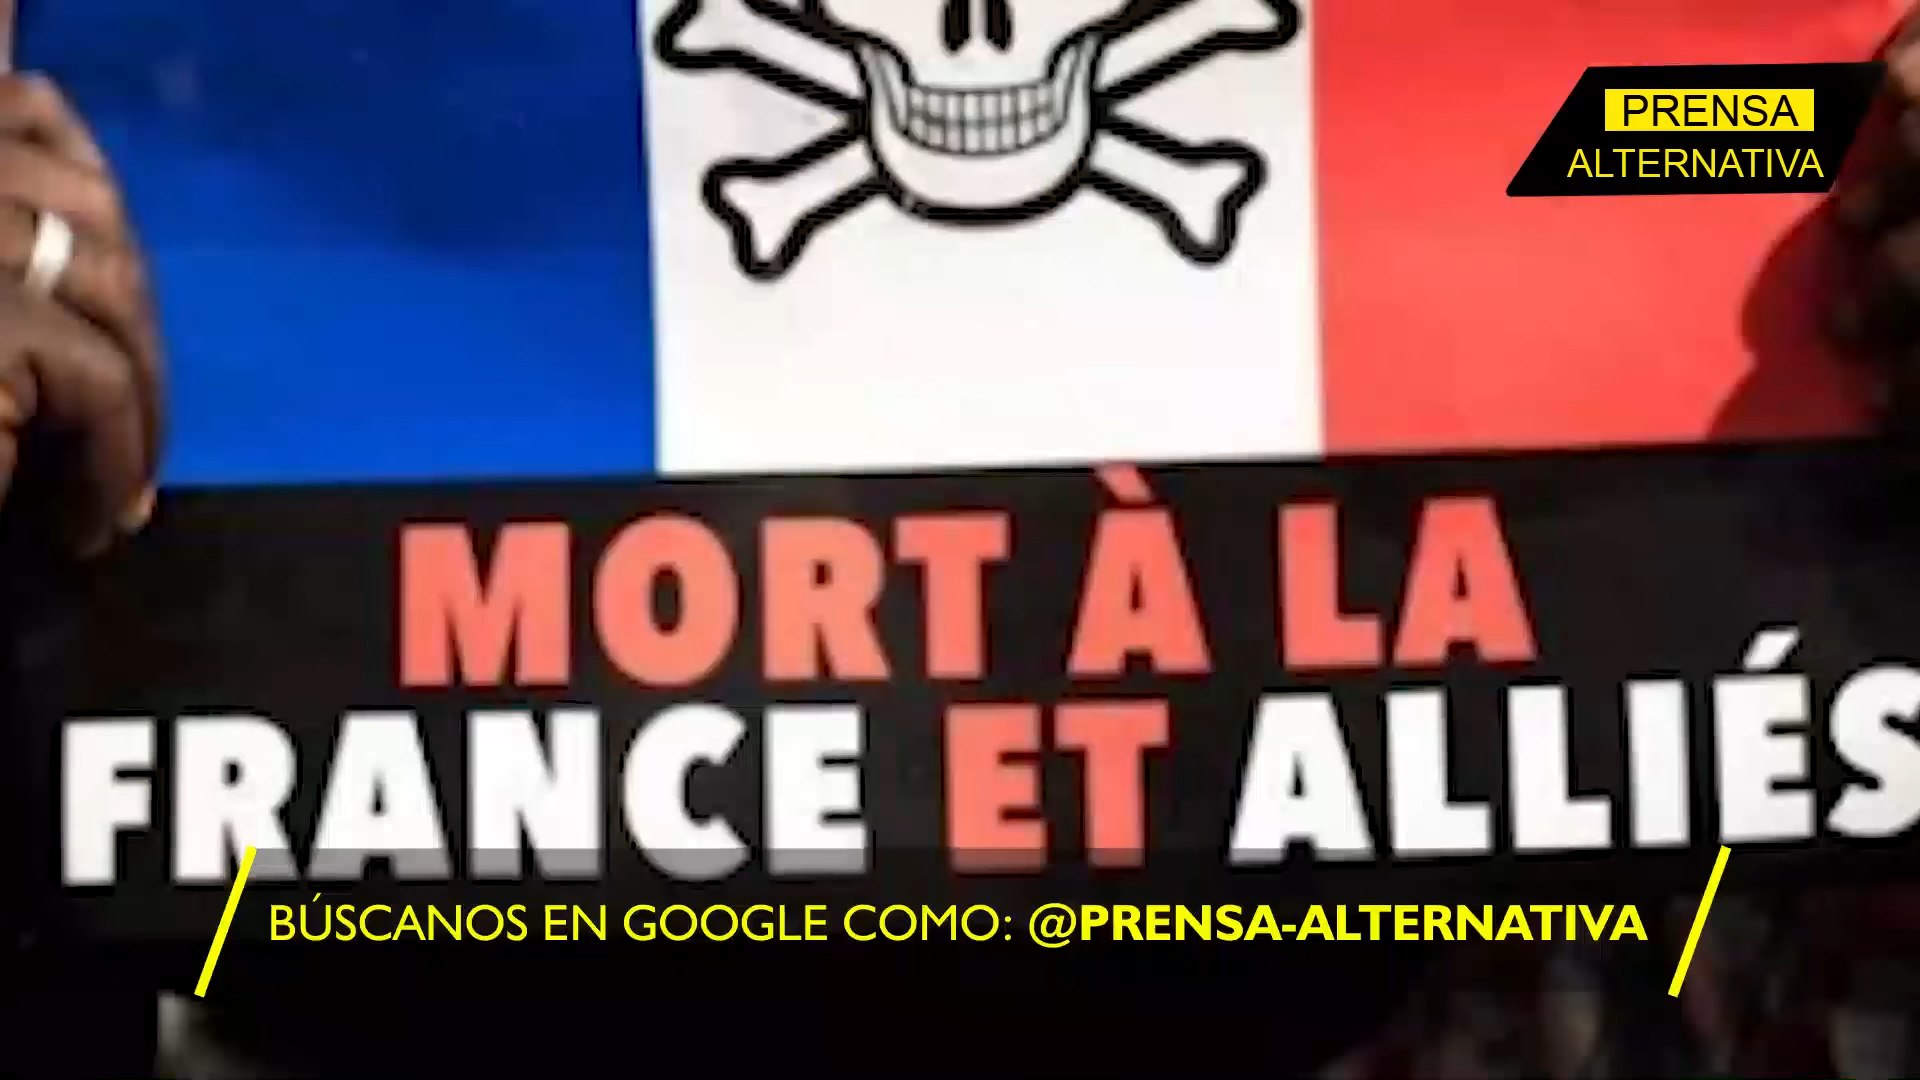 PRENSA
ALTERNATIVA
MORT À LA
FRANCE ET ALLIÉS
BÚSCANOS EN GOOGLE COMO: @PRENSA-ALTERNATIVA